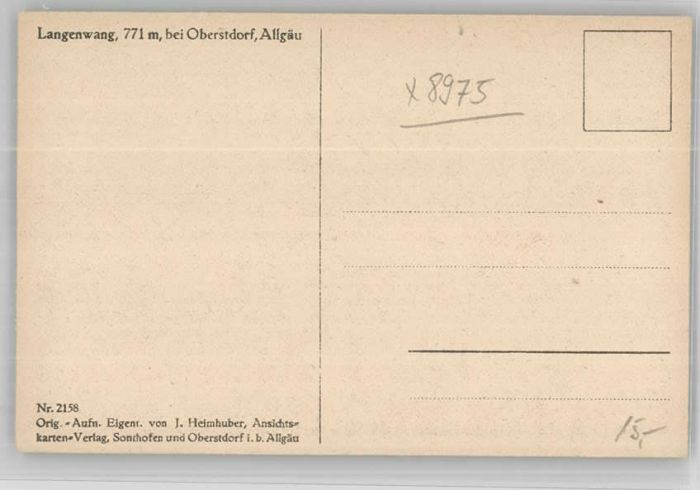 Langenwang, 771 m, bei Oberstdorf, Allgäu
x 8975
Nr. 2158
Orig.-Aufn. Eigent. von J. Heimhuber, Ansichts-
karten-Verlag, Sonthofen und Oberstdorf i. b. Allgäu
15,-